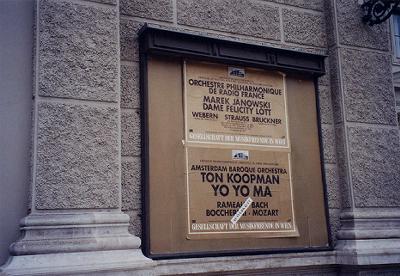 ORCHESTRE PHILHARMONIQUE
DE RADIO FRANCE
MAREK JANOWSKI
DAME FELICITY LOTT
WEBERN STRAUSS BRUCKNER
GESELLSCHAFT DER MUSIKFREUNDE IN WIEN
AMSTERDAM BAROQUE ORCHESTRA
TON KOOPMAN
YO YO MA
RAMEAU BACH
BOCCHERINI MOZART
GESELLSCHAFT DER MUSIKFREUNDE IN WIEN